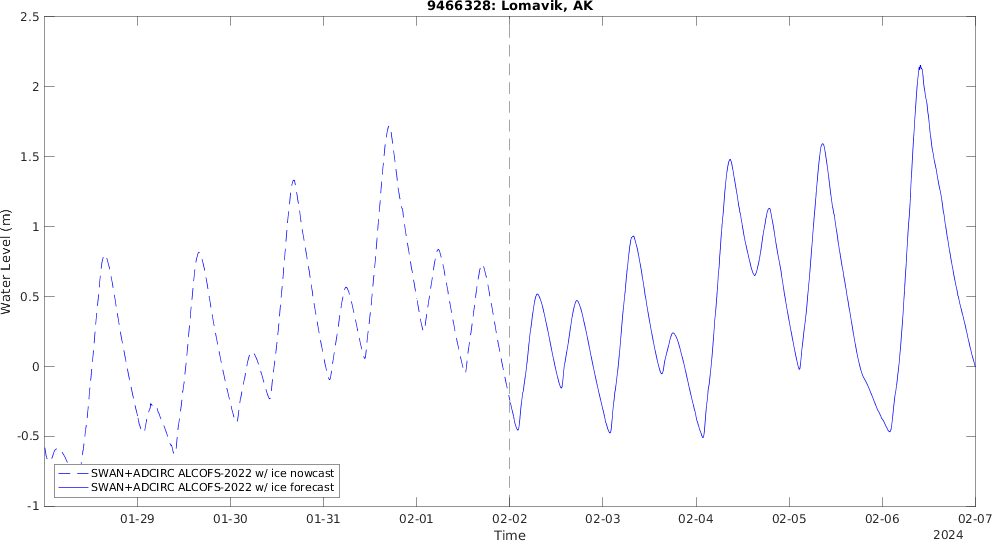 9466328: Lomavik, AK
2.5
2
1.5
1
0.5
0
-0.5
-1
Water Level (m)
SWAN+ADCIRC ALCOFS-2022 w/ ice nowcast
SWAN+ADCIRC ALCOFS-2022 w/ ice forecast
01-29 01-30 01-31 02-01 02-02 02-03 02-04 02-05 02-06 02-07
Time
2024